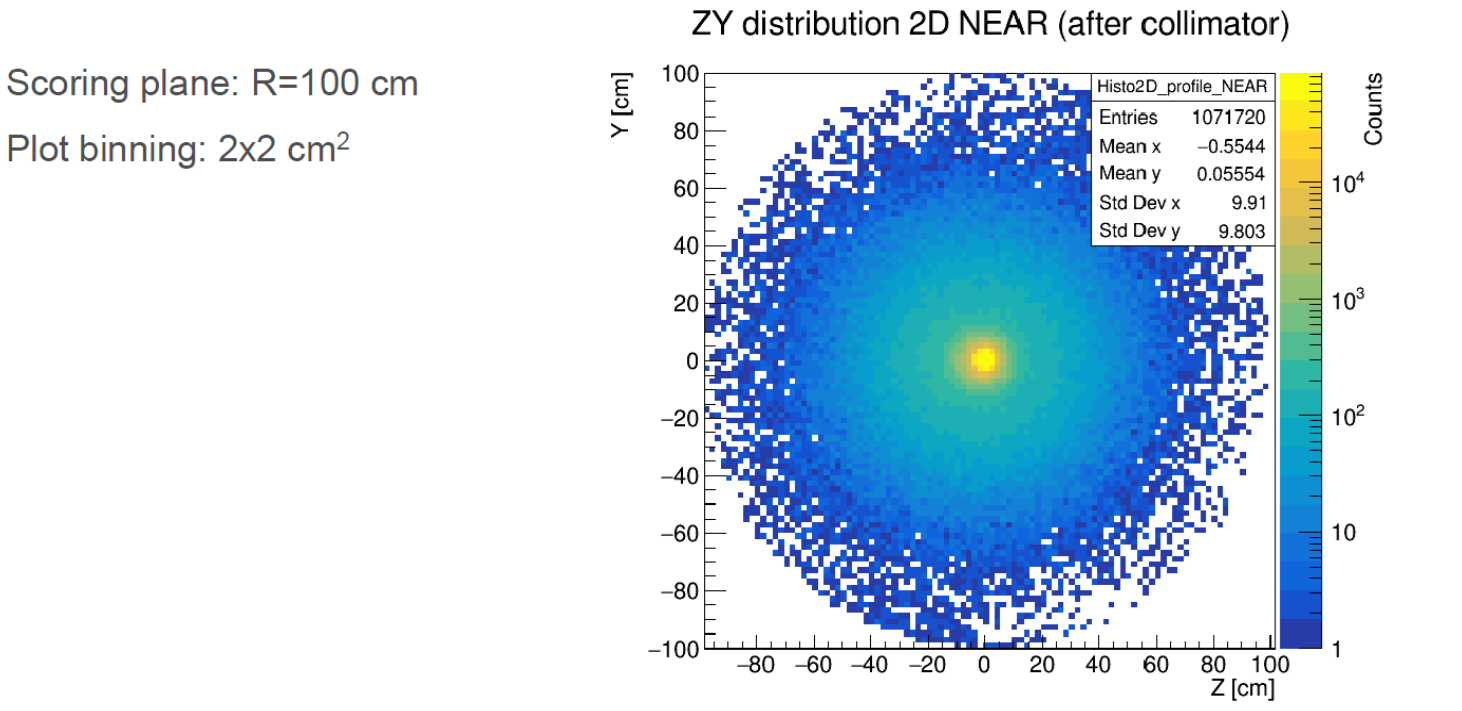 ZY distribution 2D NEAR (after collimator)
Scoring plane: R=100 cm
Plot binning: 2x2 cm²
Y [cm]
100
80
60
40
20
0
−20
−40
−60
−80
−100
−80 −60 −40 −20 0 20 40 60 80 100
Z [cm]
Histo2D_profile_NEAR
Entries 1071720
Mean x −0.5544
Mean y 0.05554
Std Dev x 9.91
Std Dev y 9.803
Counts
10⁴
10³
10²
10
1